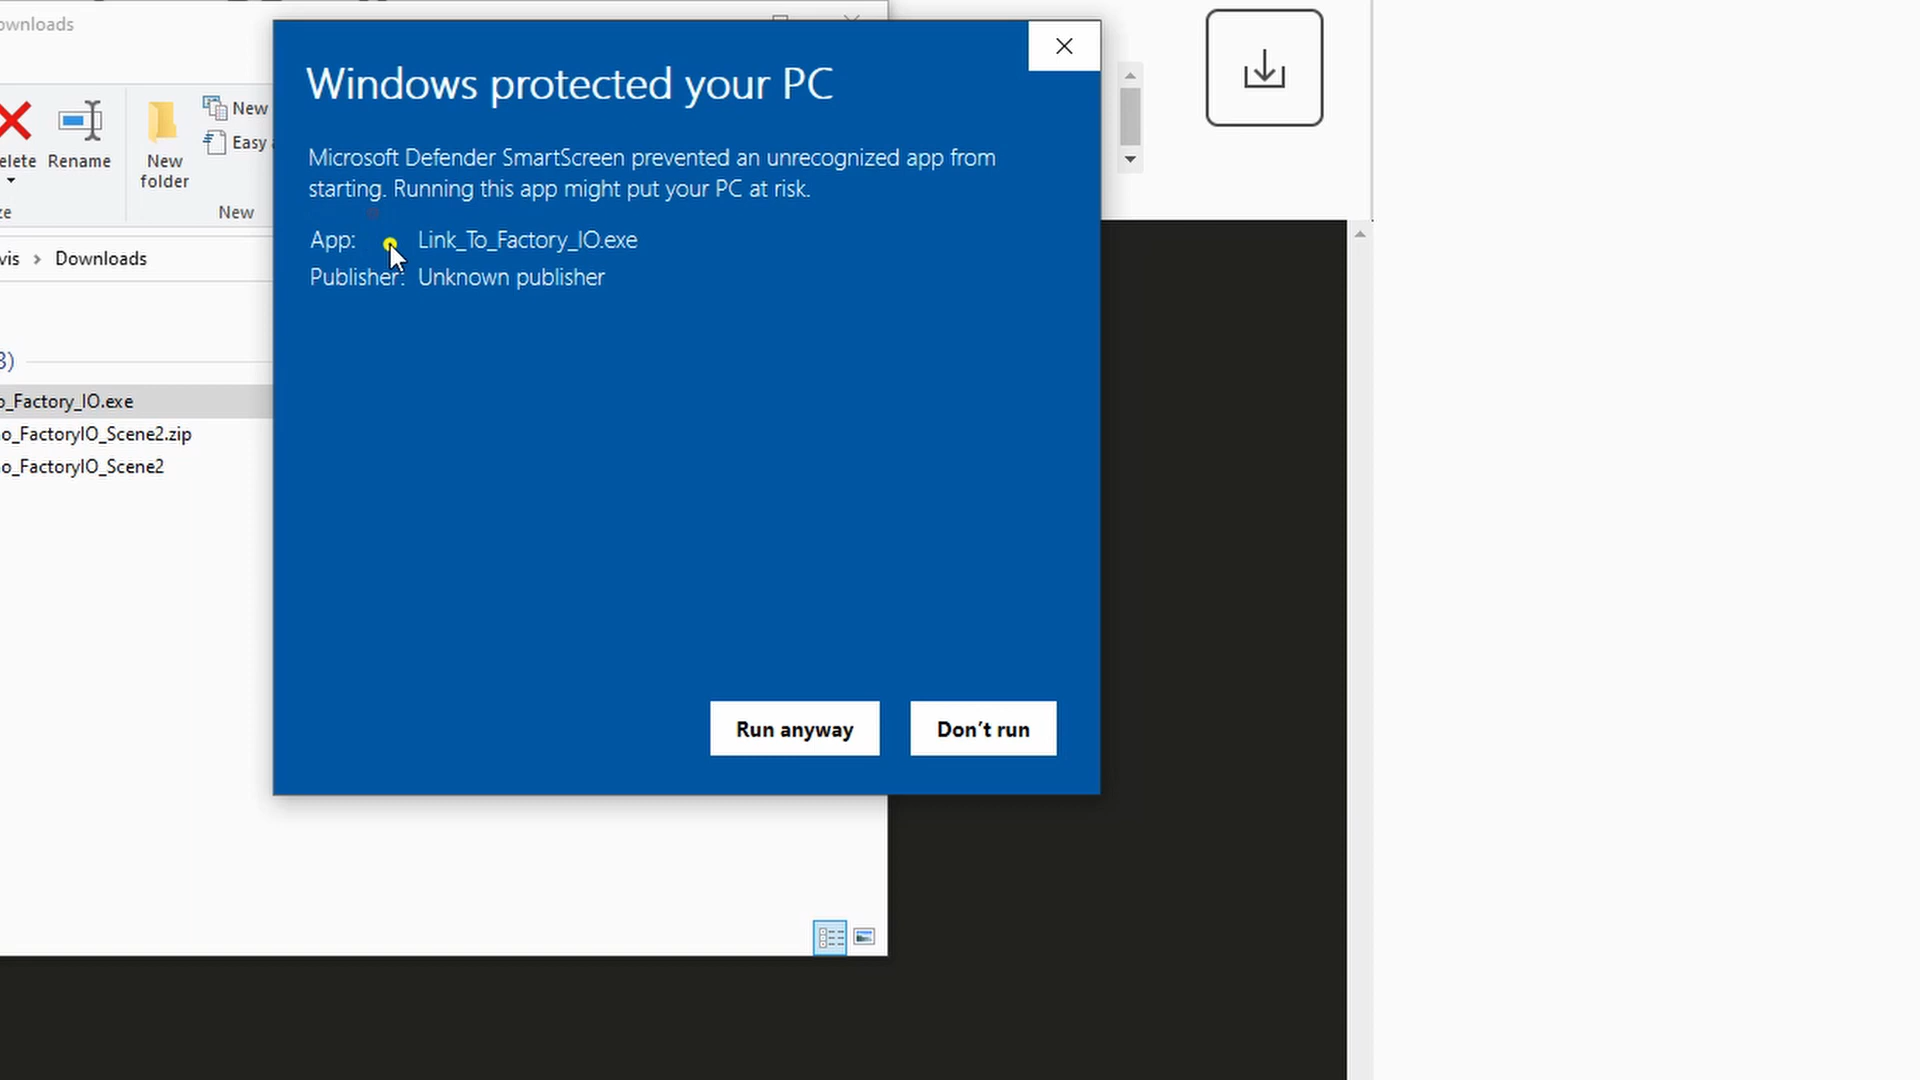 ownloads
Windows protected your PC
Microsoft Defender SmartScreen prevented an unrecognized app from
starting. Running this app might put your PC at risk.
App: Link_To_Factory_IO.exe
Publisher: Unknown publisher
Run anyway
Don't run
elete
Rename
New
folder
New
Easy
ze
New
vis > Downloads
3)
o_Factory_IO.exe
o_FactoryIO_Scene2.zip
o_FactoryIO_Scene2